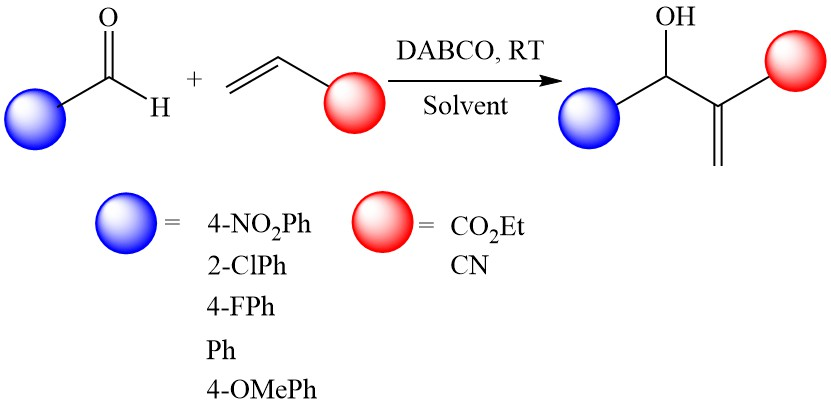 O
H
+
DABCO, RT
Solvent
OH
= 4-NO₂Ph
2-ClPh
4-FPh
Ph
4-OMePh
= CO₂Et
CN